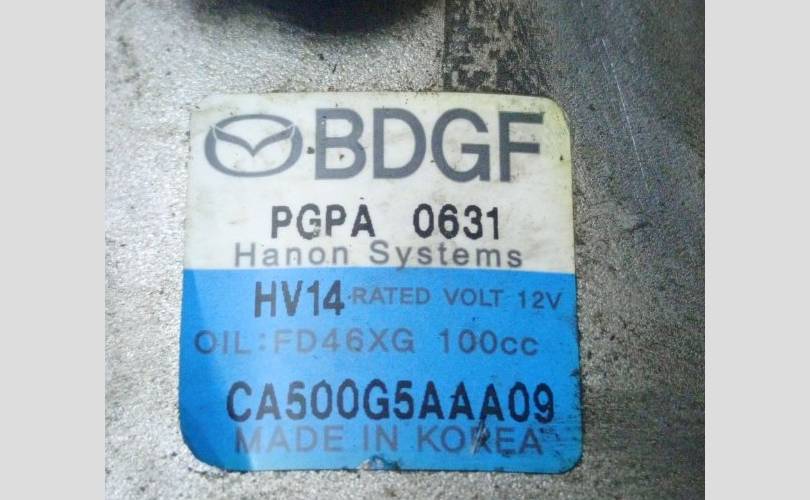 BDGF
PGPA 0631
Hanon Systems
HV14 RATED VOLT 12V
OIL:FD46XG 100cc
CA500G5AAA09
MADE IN KOREA